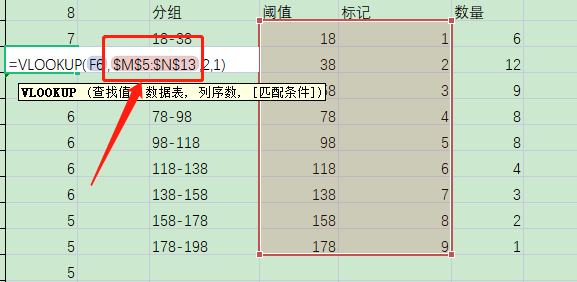 8 分组 阈值 标记 数量
7 18-38 18 1 6
=VLOOKUP( F6, $M$5:$N$13,2,1) 38 2 12
VLOOKUP (查找值, 数据表, 列序数, [匹配条件]) 3 9
6 78-98 78 4 8
6 98-118 98 5 8
6 118-138 118 6 4
6 138-158 138 7 3
5 158-178 158 8 2
5 178-198 178 9 1
5